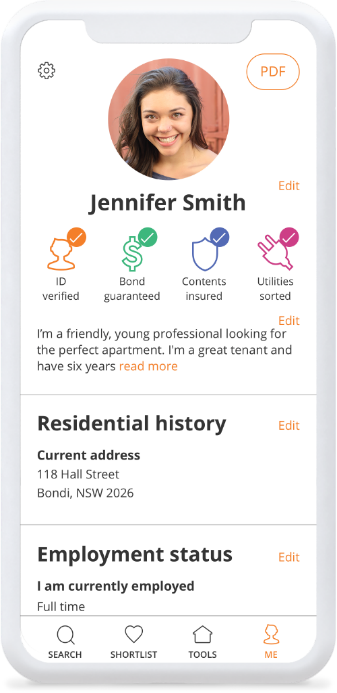 PDF
Edit
Jennifer Smith
ID
verified
Bond
guaranteed
Contents
insured
Utilities
sorted
Edit
I'm a friendly, young professional looking for
the perfect apartment. I'm a great tenant and
have six years read more
Residential history
Edit
Current address
118 Hall Street
Bondi, NSW 2026
Employment status
Edit
I am currently employed
Full time
SEARCH
SHORTLIST
TOOLS
ME